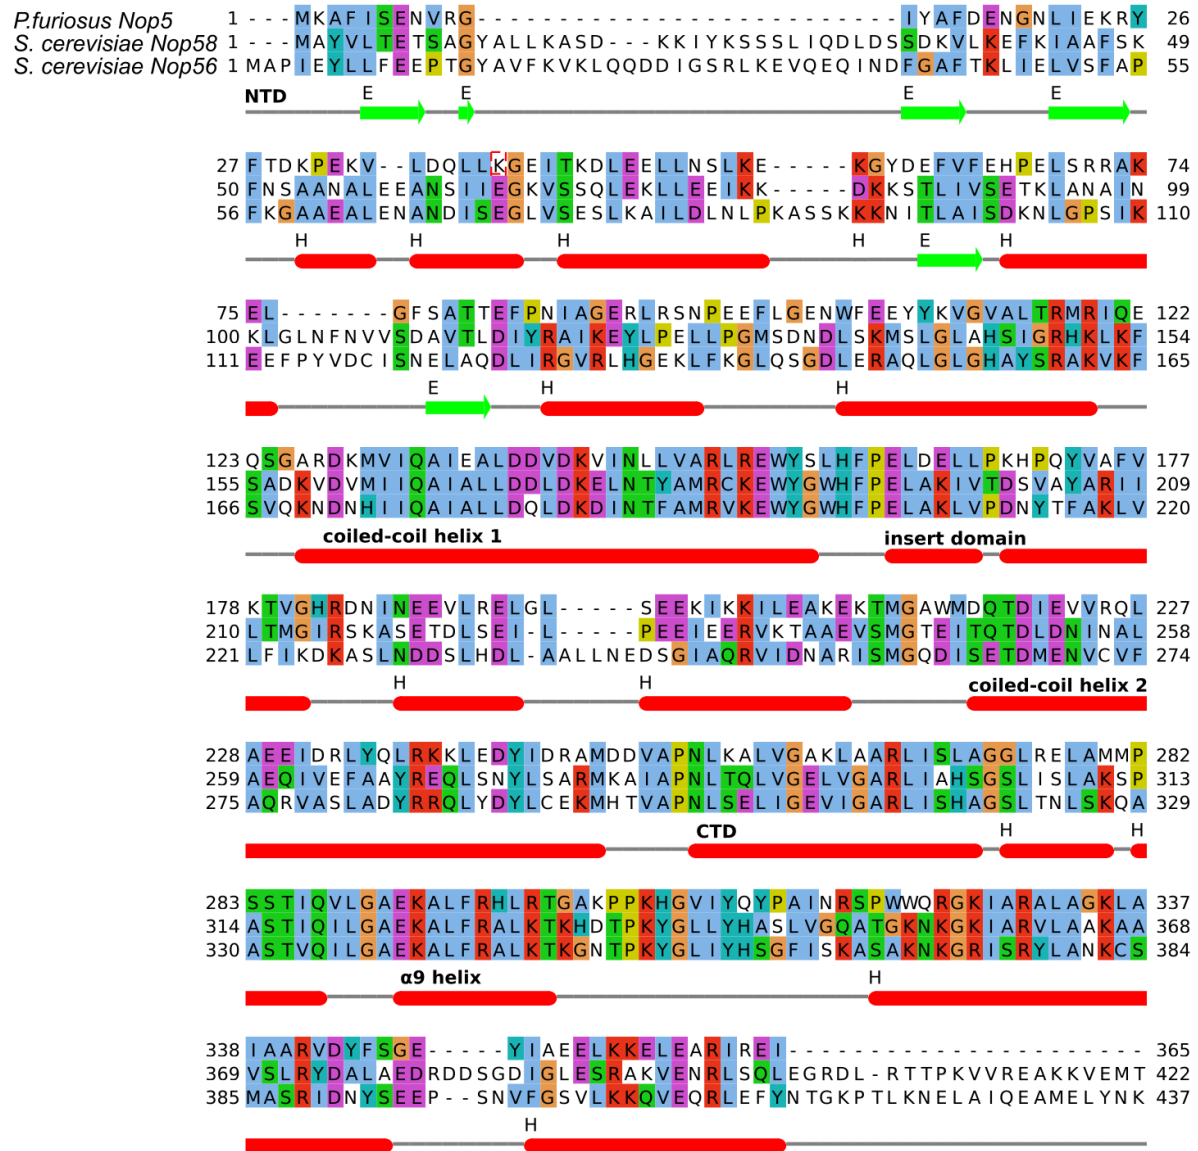 P.furiosus Nop5 1 ---MKAFISENVRG--------------------------IYAFDENGNLIEKRY 26
S. cerevisiae Nop58 1 ---MAYVLTETSAGYALLKASD---KKIYKSSSLIQDLDSSDKVLKEFKIAAFSK 49
S. cerevisiae Nop56 1 MAPIEYLLFEEPTGYAVFKVKLQQDDIGSRLKEVQEQINDFGAFTKLIELVSFAP 55
NTD E E E E
27 FTDKPEKV--LDQLLKGEITKDLEELLNSLKE-----KGYDEFVFEHPELSRRAK 74
50 FNSAANALEEANSIIEGKVSSQLEKLLEEIKK-----DKKSTLIVSETKLANAIN 99
56 FKGAAEALENANDISEGLVSESLKAILDLNLPKASSKKKNITLAISDKNLGPSIK 110
H H H H E H
75 EL-------GFSATTEFPNIAGERLRSNPEEFLGENWFEEYYKVGVALTRMRIQE 122
100 KLGLNFNVVSDAVTLDIYRAIKEYLPELLPGMSDNDLSKMSLGLAHSIGRHKLKF 154
111 EEFPYVDCISNELAQDLIRGVRLHGEKLFKGLQSGDLERAQLGLGHAYSRAKVKF 165
E H H
123 QSGARDKMVIQAIEALDDVDKVINLLVARLREWYSLHFPELDELLPKHPQYVAFV 177
155 SADKVDVMIIQAIALLDDLDKELNTYAMRCKEWYGWHFPELAKIVTDSVAYARII 209
166 SVQKNDNHIIQAIALLDQLDKDINTFAMRVKEWYGWHFPELAKLVPDNYTFAKLV 220
coiled-coil helix 1 insert domain
178 KTVGHRDNINEEVLRELGL-----SEEKIKKILEAKEKTMGAWMDQTDIEVVRQL 227
210 LTMGIRSKASETDLSEI-L-----PEEIEERVKTAAEVSMGTEITQTDLDNINAL 258
221 LFIKDKASLNDDSLHDL-AALLNEDSGIAQRVIDNARISMGQDISETDMENVCVF 274
H H coiled-coil helix 2
228 AEEIDRLYQLRKKLEDYIDRAMDDVAPNLKALVGAKLAARLISLAGGLRELAMMP 282
259 AEQIVEFAAYREQLSNYLSARMKAIAPNLTQLVGELVGARLIAHSGSLISLAKSP 313
275 AQRVASLADYRRQLYDYLCEKMHTVAPNLSELIGEVIGARLISHAGSLTNLSKQA 329
CTD H H
283 SSTIQVLGAEKALFRHLRTGAKPPKHGVIYQYPAINRSPWWQRGKIARALAGKLA 337
314 ASTIQILGAEKALFRALKTKHDTPKYGLLYHASLVGQATGKNKGKIARVLAAKAA 368
330 ASTVQILGAEKALFRALKTKGNTPKYGLIYHSGFISKASAKNKGRISRYLANKCS 384
α9 helix H
338 IAARVDYFSGE-----YIAEELKKELEARIREI---------------------- 365
369 VSLRYDALAEDRDDSGDIGLESRAKVENRLSQLEGRDL-RTTPKVVREAKKVEMT 422
385 MASRIDNYSEEP--SNVFGSVLKKQVEQRLEFYNTGKPTLKNELAIQEAMELYNK 437
H